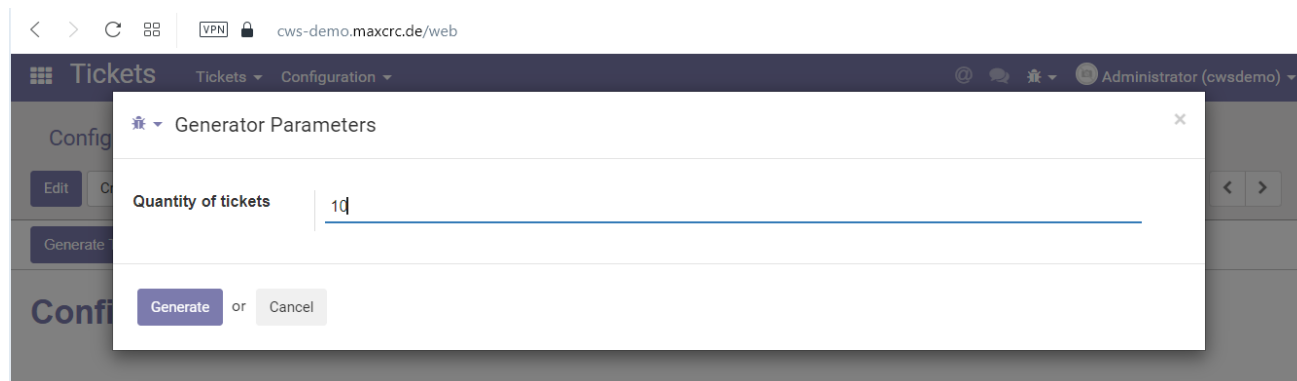 VPN cws-demo.maxcrc.de/web
Tickets Tickets Configuration @ Administrator (cwsdemo)
Generator Parameters ×
Config
Edit Cr
Quantity of tickets 10
Generate T
Generate or Cancel
Confi